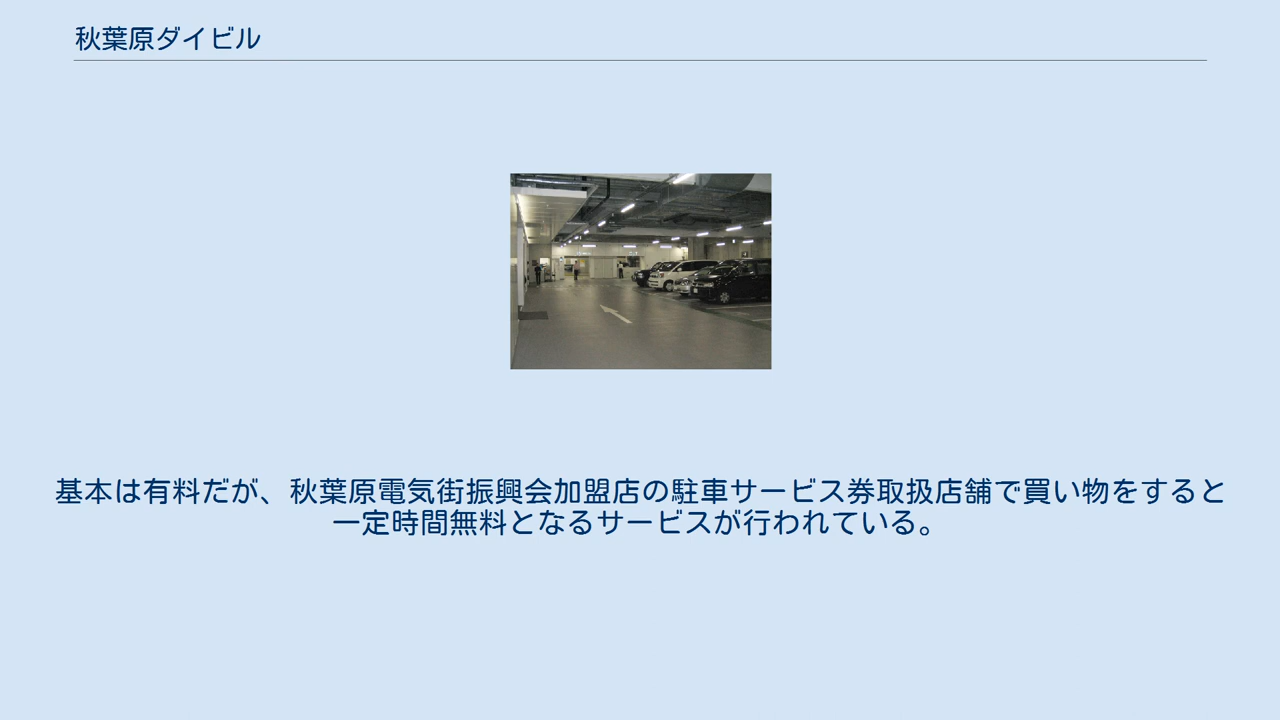 秋葉原ダイビル
基本は有料だが、秋葉原電気街振興会加盟店の駐車サービス券取扱店舗で買い物をすると
一定時間無料となるサービスが行われている。